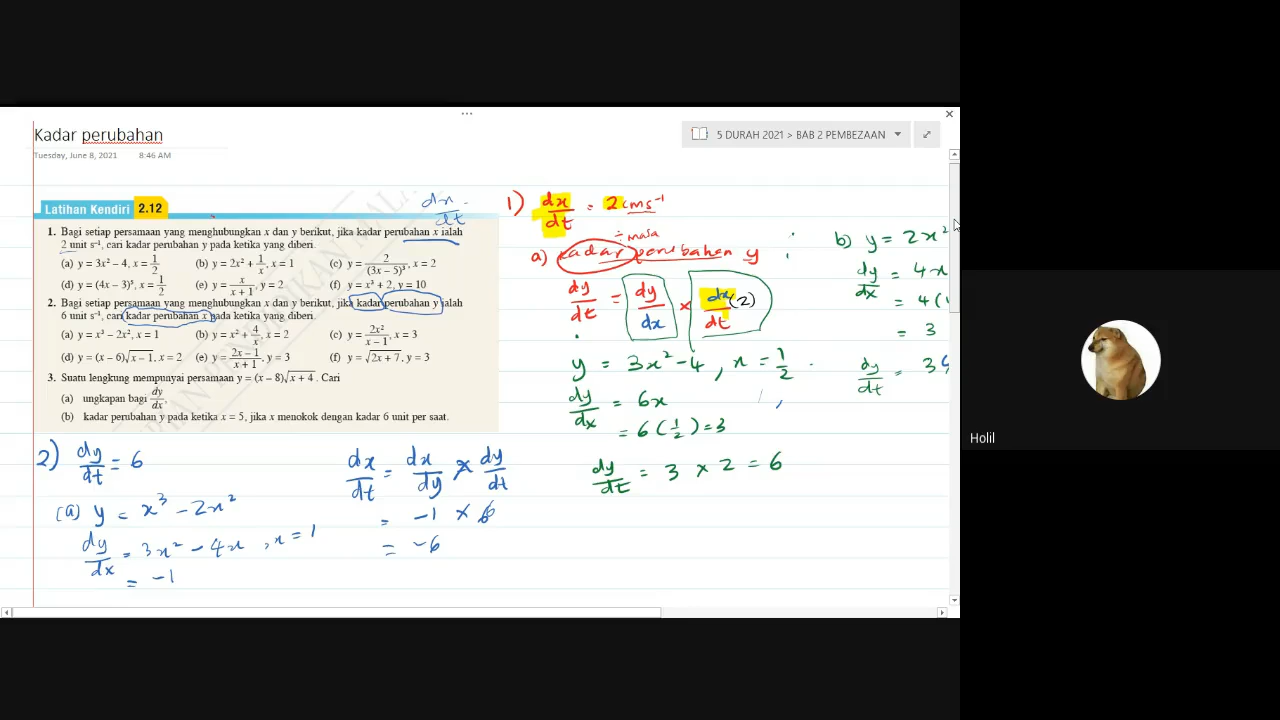 Kadar perubahan
Tuesday, June 8, 2021 8:46 AM
5 DURAH 2021 > BAB 2 PEMBEZAAN
Latihan Kendiri 2.12
dx/dt =
1. Bagi setiap persamaan yang menghubungkan x dan y berikut, jika kadar perubahan x ialah
2 unit s⁻¹, cari kadar perubahan y pada ketika yang diberi.
(a) y = 3x² – 4, x = 1/2 (b) y = 2x² + 1/x, x = 1 (c) y = 2/(3x – 5)³, x = 2
(d) y = (4x – 3)⁵, x = 1/2 (e) y = x/(x + 1), y = 2 (f) y = x³ + 2, y = 10
2. Bagi setiap persamaan yang menghubungkan x dan y berikut, jika kadar perubahan y ialah
6 unit s⁻¹, cari kadar perubahan x pada ketika yang diberi.
(a) y = x³ – 2x², x = 1 (b) y = x² + 4/x, x = 2 (c) y = 2x²/(x – 1), x = 3
(d) y = (x – 6)√(x – 1), x = 2 (e) y = (2x – 1)/(x + 1), y = 3 (f) y = √(2x + 7), y = 3
3. Suatu lengkung mempunyai persamaan y = (x – 8)√(x + 4). Cari
(a) ungkapan bagi dy/dx,
(b) kadar perubahan y pada ketika x = 5, jika x menokok dengan kadar 6 unit per saat.
2) dy/dt = 6
(a) y = x³ – 2x²
dy/dx = 3x² – 4x, x = 1
= –1
dx/dt = dx/dy × dy/dt
= –1 × 6
= –6
1) dx/dt = 2 cms⁻¹
÷ masa
a) kadar perubahan y
dy/dt = dy/dx × dx/dt (2)
y = 3x² – 4, x = 1/2
dy/dx = 6x
= 6(1/2) = 3
dy/dt = 3 × 2 = 6
b) y = 2x²
dy/dx = 4x
= 4(
= 3
dy/dt = 3
Holil